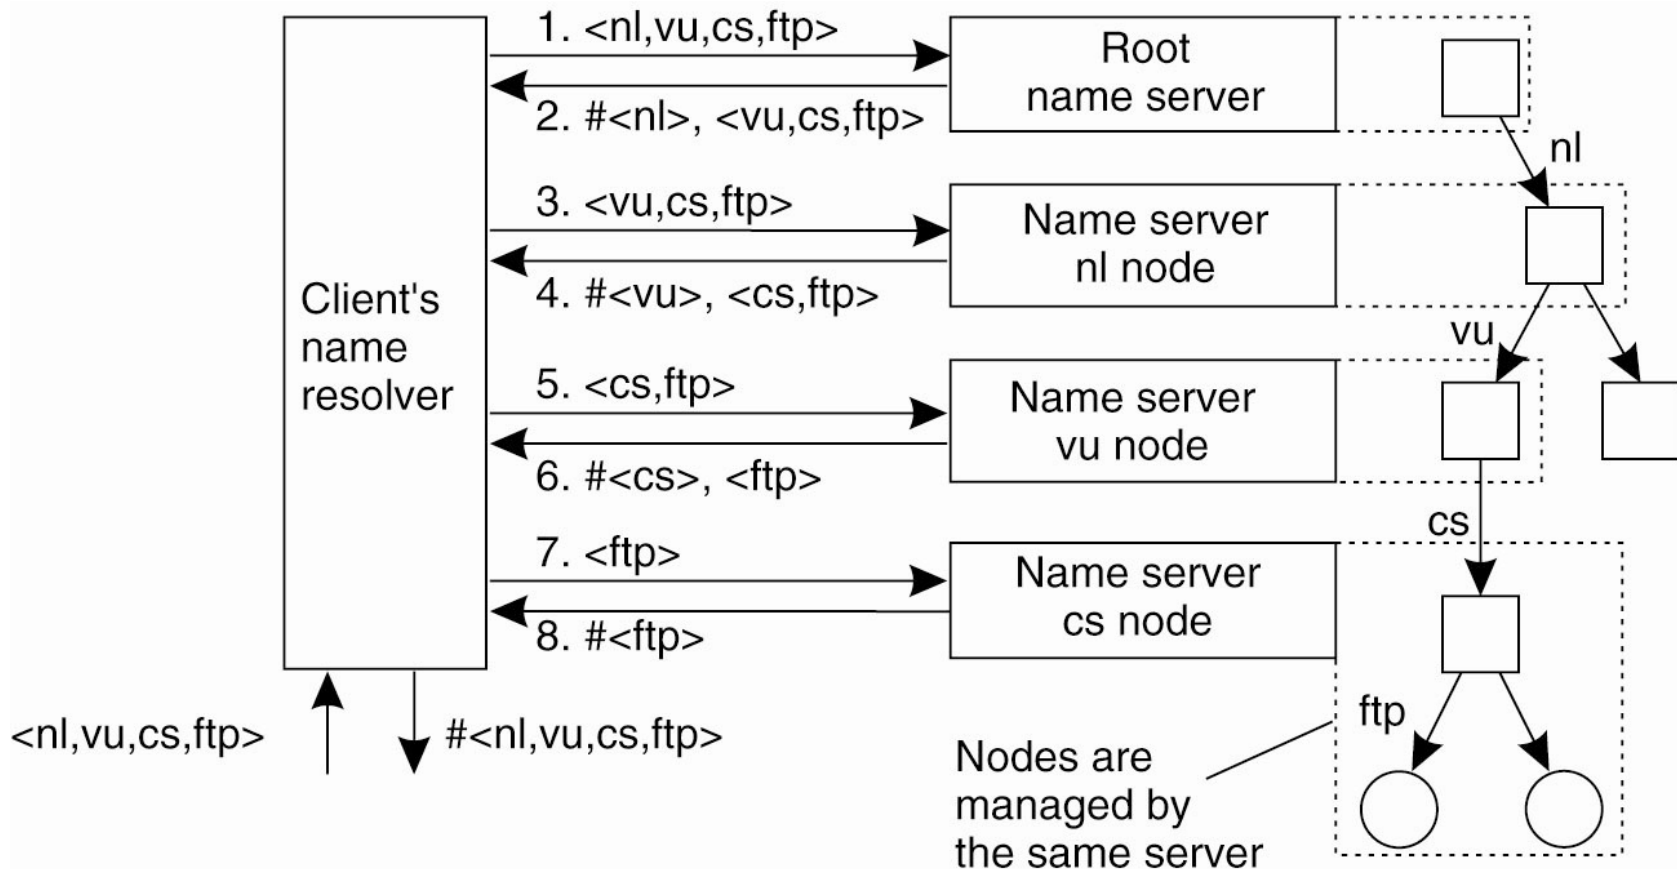 1. <nl,vu,cs,ftp>
Root
name server
2. #<nl>, <vu,cs,ftp>
nl
3. <vu,cs,ftp>
Name server
nl node
4. #<vu>, <cs,ftp>
Client's
name
resolver
vu
5. <cs,ftp>
Name server
vu node
6. #<cs>, <ftp>
cs
7. <ftp>
Name server
cs node
8. #<ftp>
ftp
<nl,vu,cs,ftp>
#<nl,vu,cs,ftp>
Nodes are
managed by
the same server